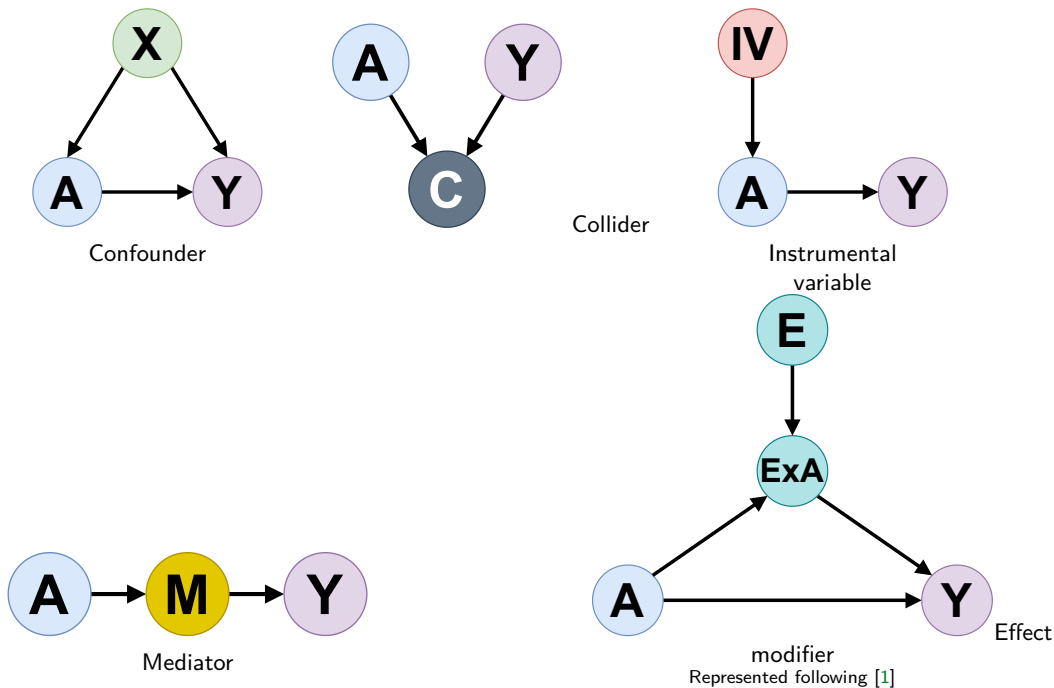 X
A
Y
Confounder
A
Y
C
Collider
IV
A
Y
Instrumental
variable
A
M
Y
Mediator
E
ExA
A
Y
Effect
modifier
Represented following [1]